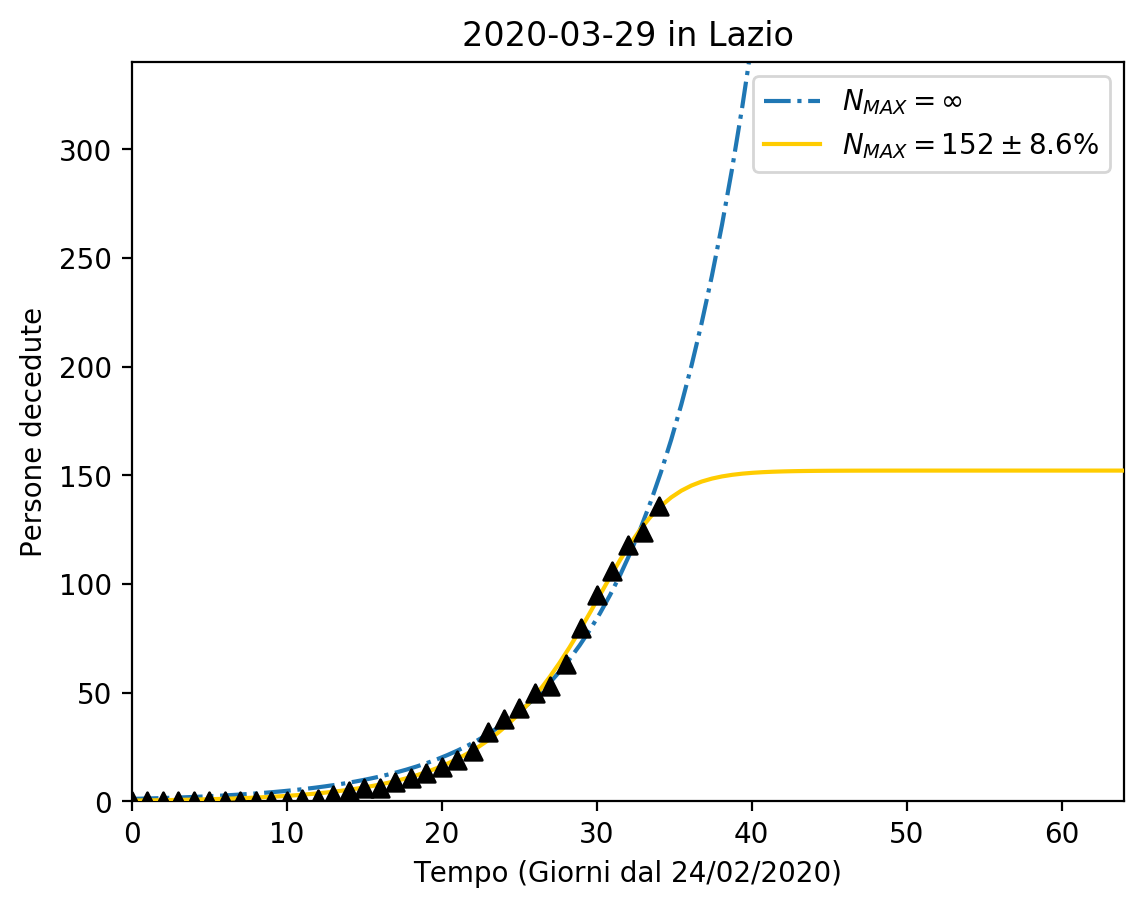 2020-03-29 in Lazio
N_MAX = ∞
N_MAX = 152 ± 8.6%
300
250
200
150
100
50
0
Persone decedute
0 10 20 30 40 50 60
Tempo (Giorni dal 24/02/2020)